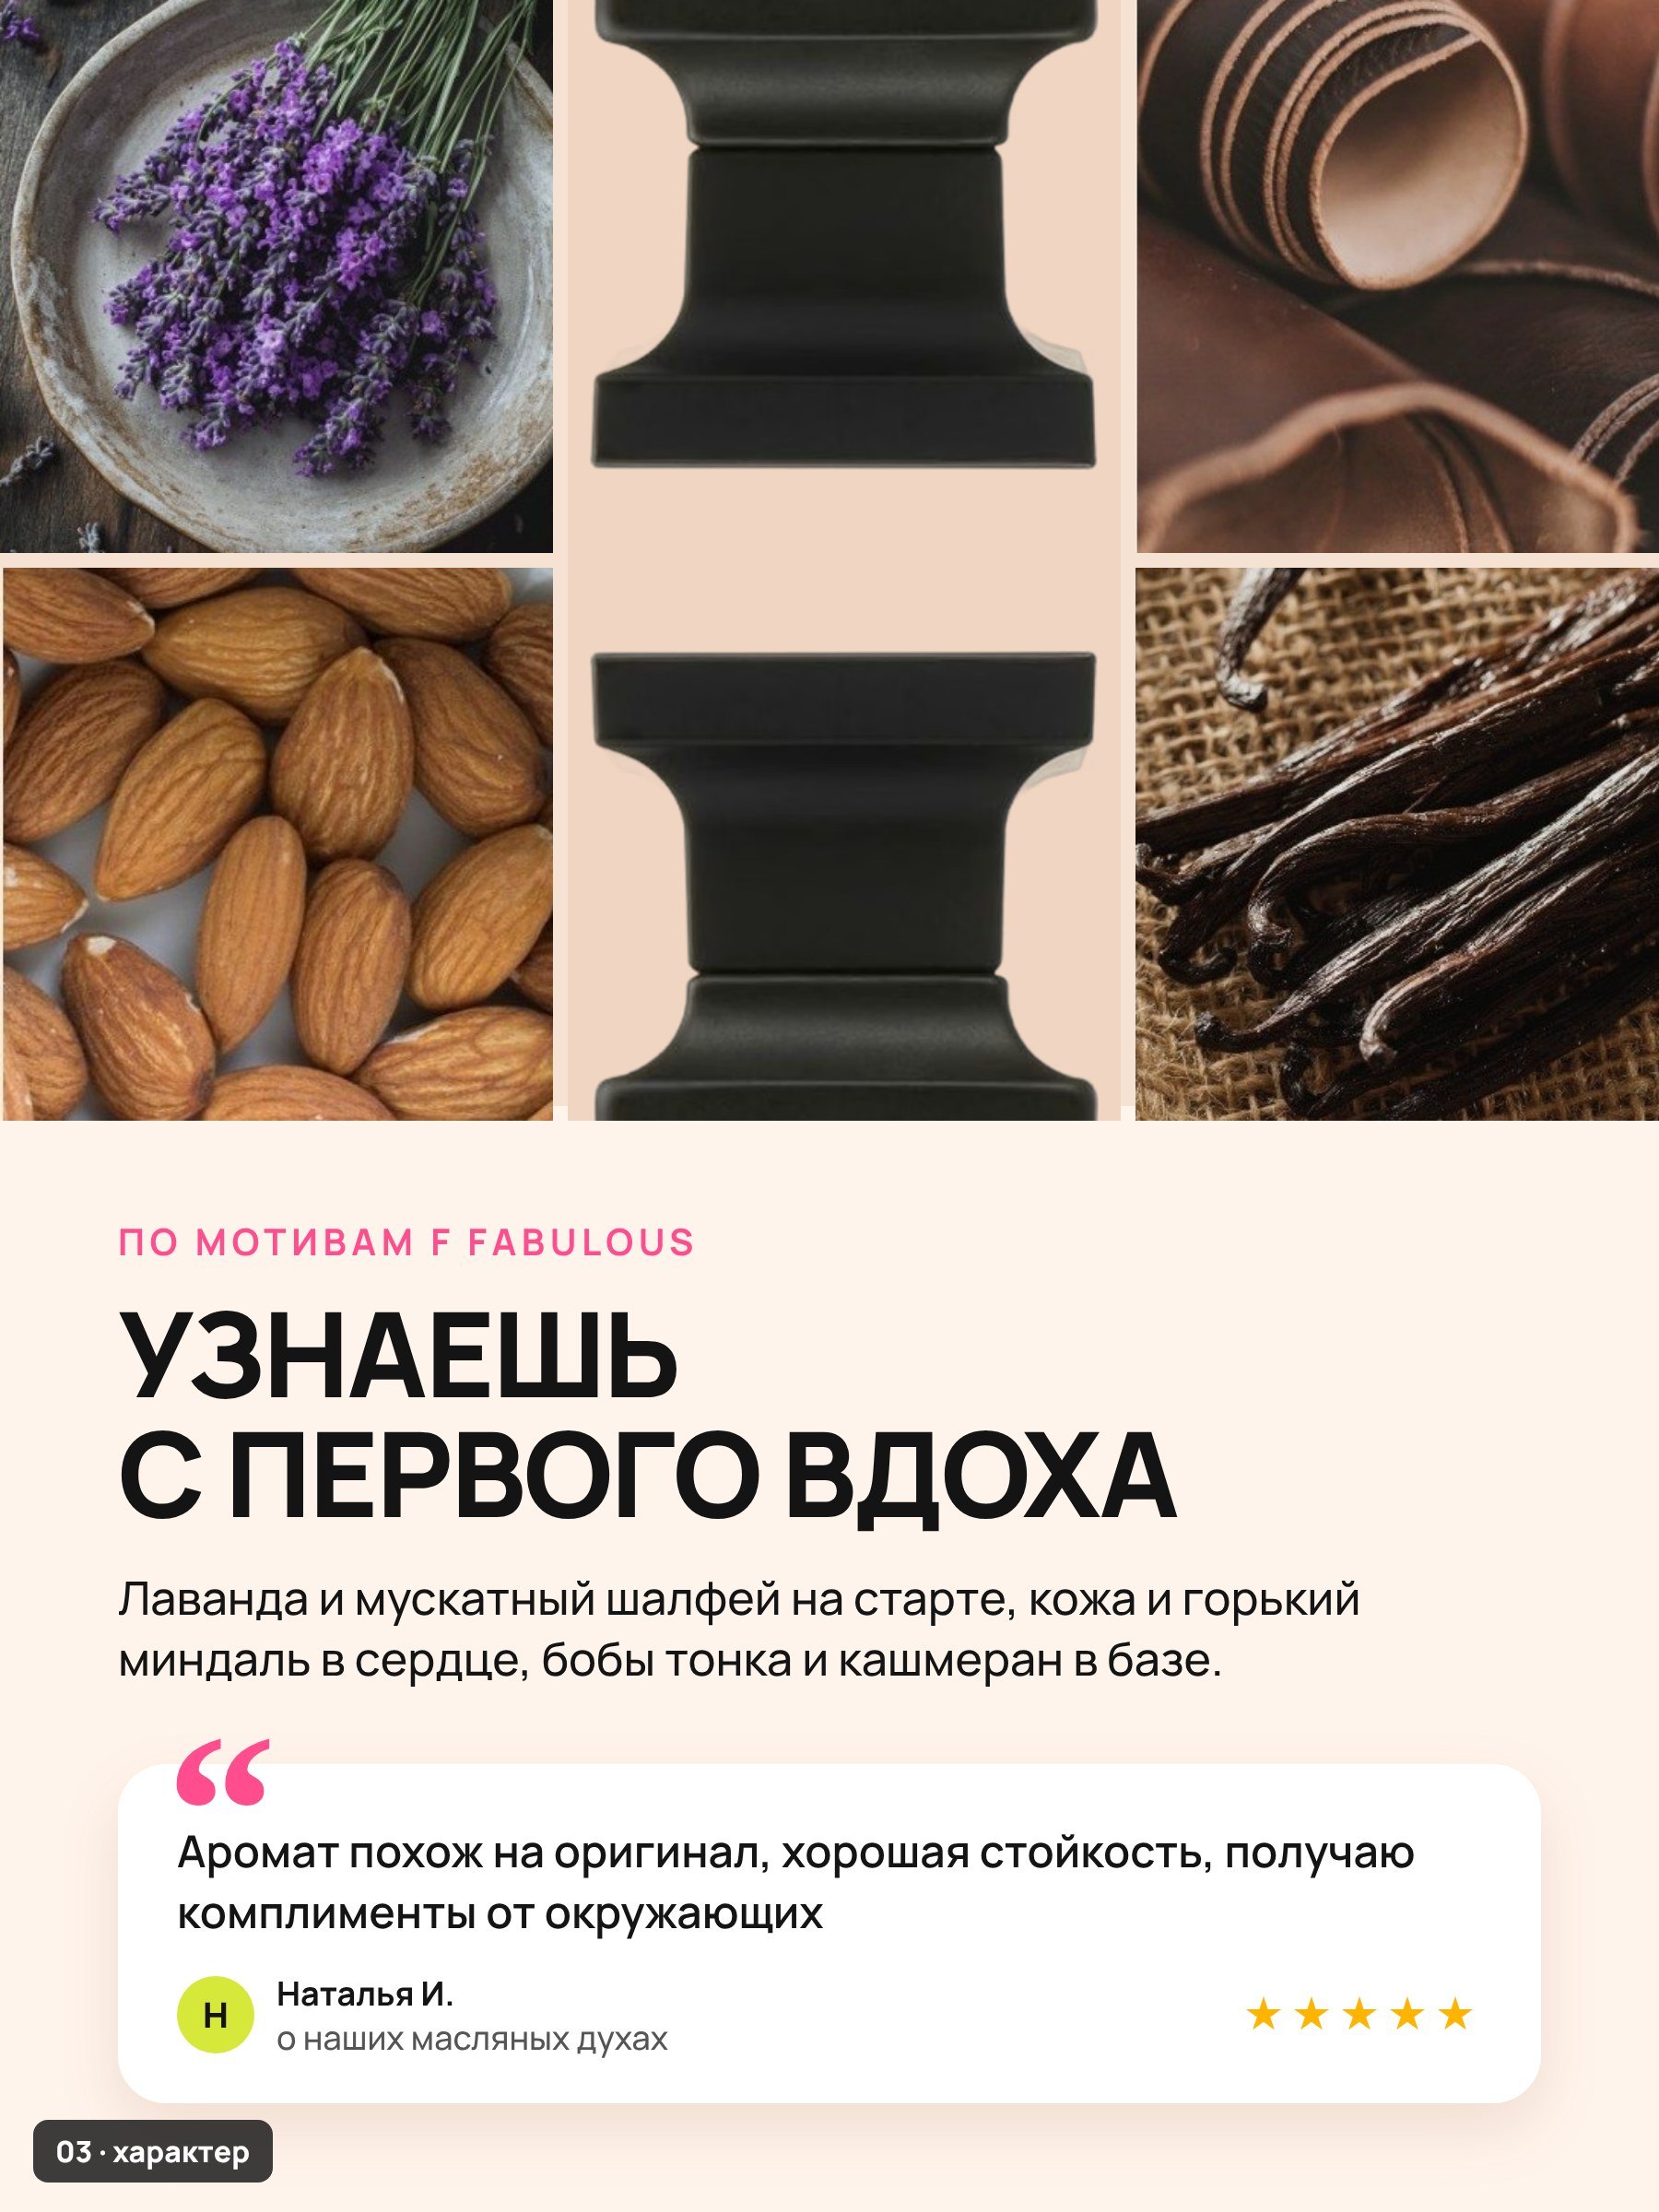 ПО МОТИВАМ F FABULOUS
УЗНАЕШЬ
С ПЕРВОГО ВДОХА
Лаванда и мускатный шалфей на старте, кожа и горький
миндаль в сердце, бобы тонка и кашмеран в базе.
“
Аромат похож на оригинал, хорошая стойкость, получаю
комплименты от окружающих
Н
Наталья И.
о наших масляных духах
★★★★★
03 · характер